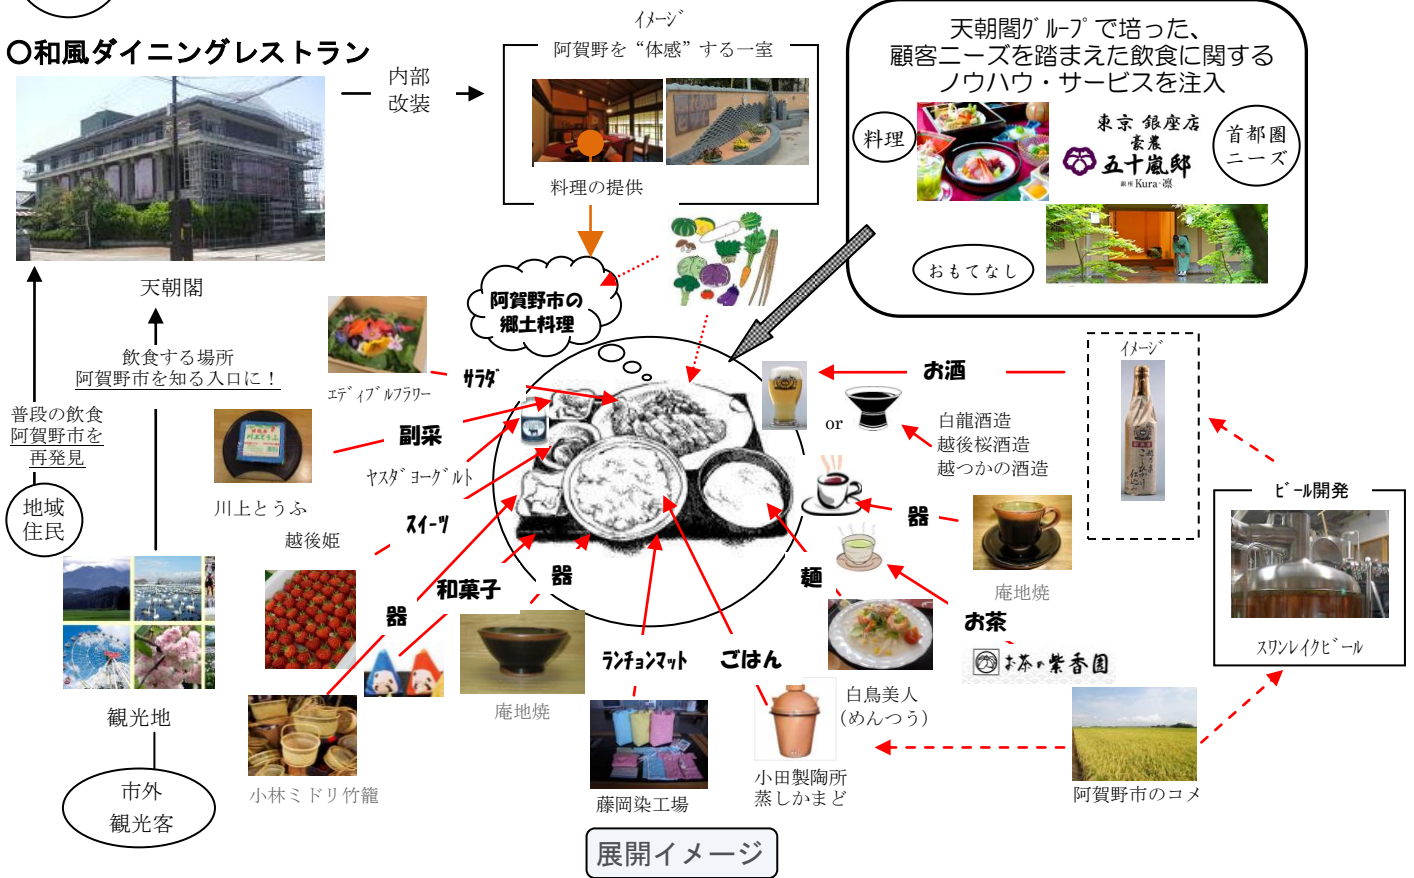 〇和風ダイニングレストラン
内部
改装
イメージ
阿賀野を“体感”する一室
料理の提供
天朝閣グループで培った、
顧客ニーズを踏まえた飲食に関する
ノウハウ・サービスを注入
料理
東京 銀座店
豪農
五十嵐邸
銀座 Kura・凛
首都圏
ニーズ
おもてなし
天朝閣
飲食する場所
阿賀野市を知る入口に！
普段の飲食
阿賀野市を
再発見
地域
住民
阿賀野市の
郷土料理
エディブルフラワー
サラダ
副菜
川上とうふ
ヤスダヨーグルト
スイーツ
越後姫
和菓子
器
器
庵地焼
小林ミドリ竹籠
観光地
市外
観光客
ランチョンマット
藤岡染工場
ごはん
小田製陶所
蒸しかまど
麺
白鳥美人
(めんつう)
お茶
お茶の紫香園
器
庵地焼
お酒
or
白龍酒造
越後桜酒造
越つかの酒造
イメージ
ビール開発
スワンレイクビール
阿賀野市のコメ
展開イメージ